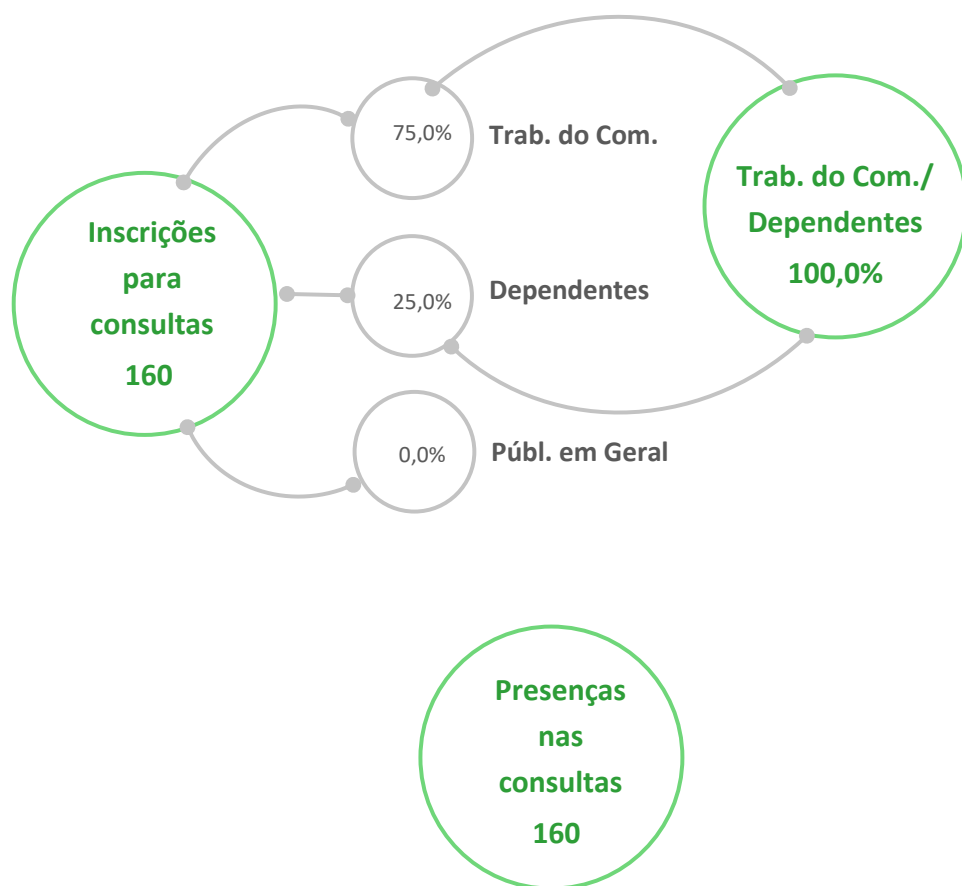 75,0%
Trab. do Com.
Trab. do Com./
Dependentes
100,0%
Inscrições
para
consultas
160
25,0%
Dependentes
0,0%
Públ. em Geral
Presenças
nas
consultas
160